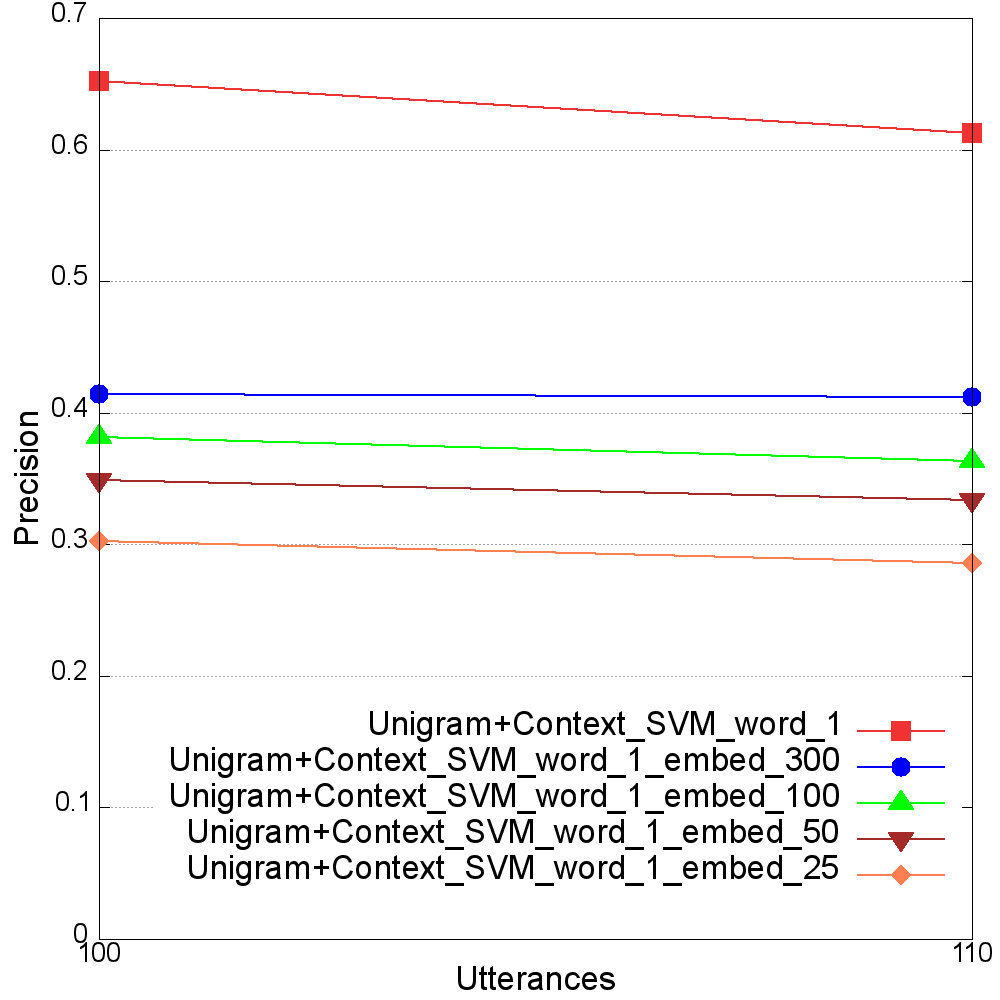 0.7
0.6
0.5
0.4
0.3
0.2
0.1
0
Precision
Unigram+Context_SVM_word_1
Unigram+Context_SVM_word_1_embed_300
Unigram+Context_SVM_word_1_embed_100
Unigram+Context_SVM_word_1_embed_50
Unigram+Context_SVM_word_1_embed_25
100
110
Utterances